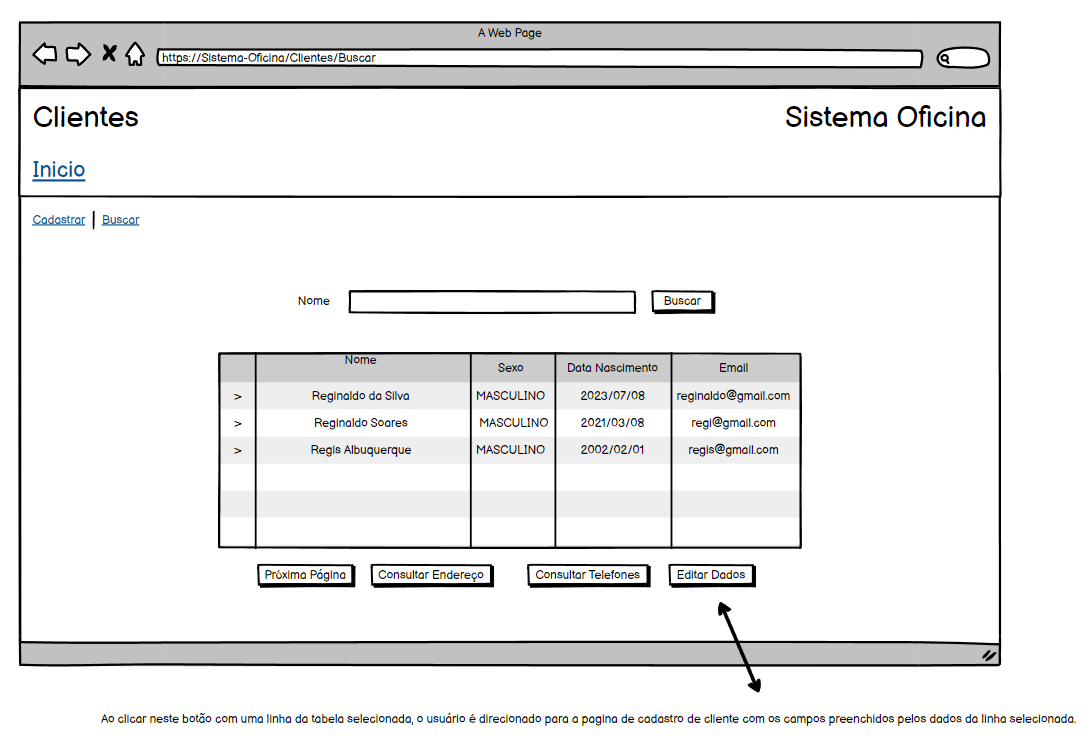 A Web Page
https://Sistema-Oficina/Clientes/Buscar
Clientes
Sistema Oficina
Inicio
Cadastrar | Buscar
Nome
Buscar
Nome Sexo Data Nascimento Email
> Reginaldo da Silva MASCULINO 2023/07/08 reginaldo@gmail.com
> Reginaldo Soares MASCULINO 2021/03/08 regi@gmail.com
> Regis Albuquerque MASCULINO 2002/02/01 regis@gmail.com
Próxima Página Consultar Endereço Consultar Telefones Editar Dados
Ao clicar neste botão com uma linha da tabela selecionada, o usuário é direcionado para a pagina de cadastro de cliente com os campos preenchidos pelos dados da linha selecionada.